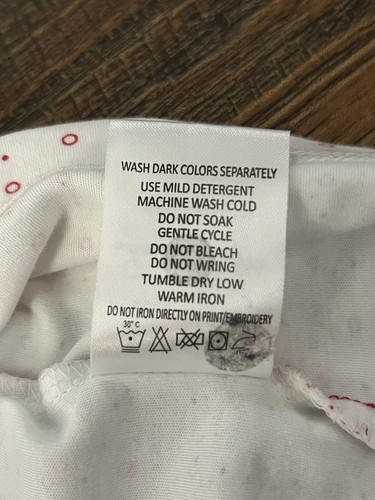 WASH DARK COLORS SEPARATELY
USE MILD DETERGENT
MACHINE WASH COLD
DO NOT SOAK
GENTLE CYCLE
DO NOT BLEACH
DO NOT WRING
TUMBLE DRY LOW
WARM IRON
DO NOT IRON DIRECTLY ON PRINT/EMBROIDERY
30° C